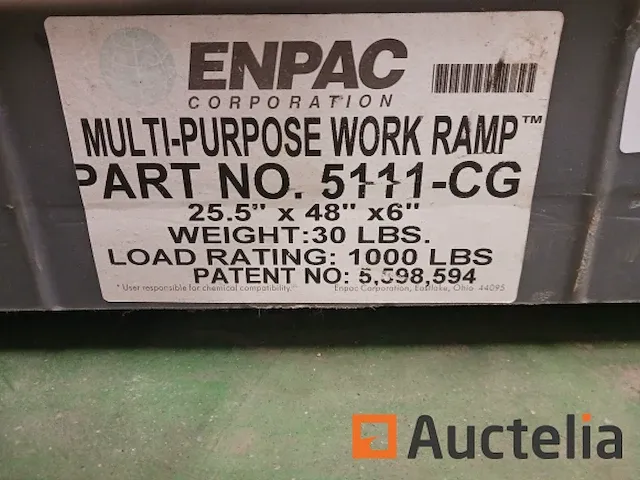 ENPAC
CORPORATION
MULTI-PURPOSE WORK RAMP™
PART NO. 5111-CG
25.5" x 48" x6"
WEIGHT:30 LBS.
LOAD RATING: 1000 LBS
PATENT NO: 5,598,594
* User responsible for chemical compatibility. Enpac Corporation, Eastlake, Ohio 44095
Auctelia